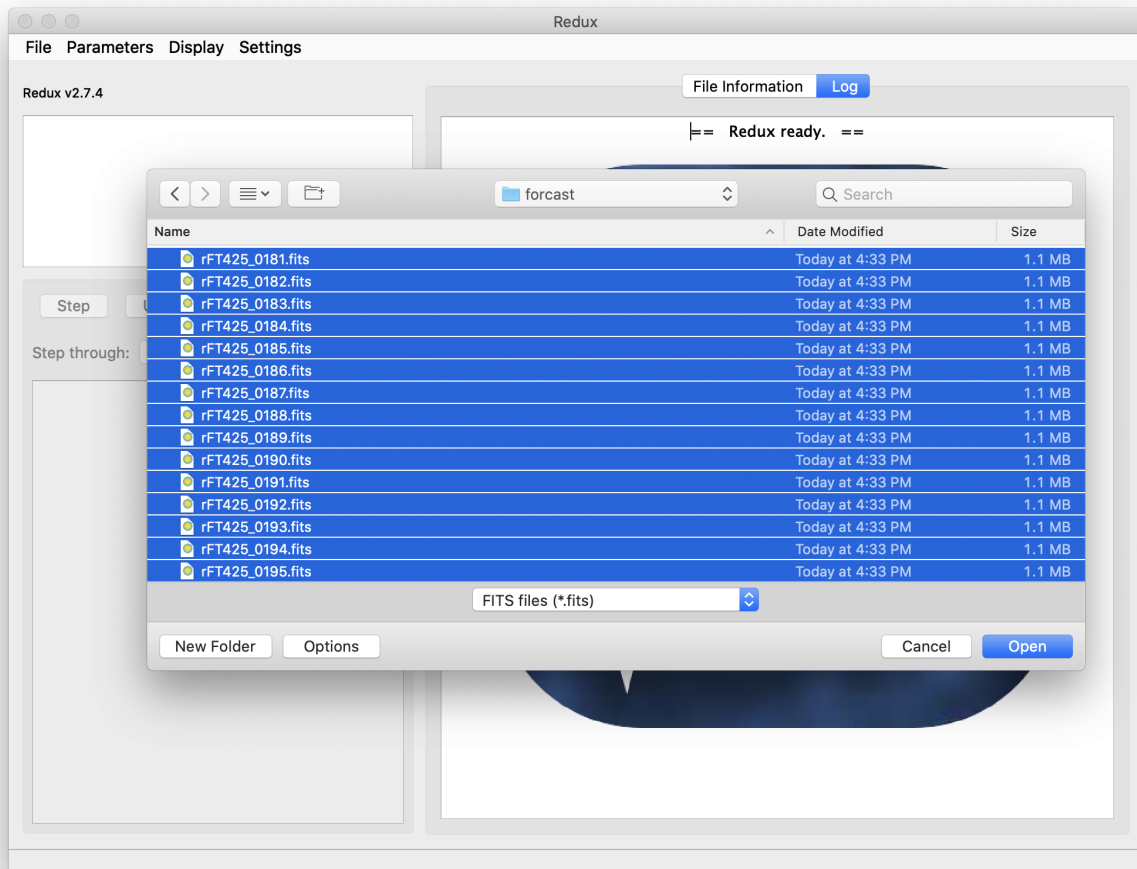 Redux
File Parameters Display Settings
Redux v2.7.4
File Information Log
== Redux ready. ==
forcast
Search
Name Date Modified Size
rFT425_0181.fits Today at 4:33 PM 1.1 MB
rFT425_0182.fits Today at 4:33 PM 1.1 MB
rFT425_0183.fits Today at 4:33 PM 1.1 MB
rFT425_0184.fits Today at 4:33 PM 1.1 MB
rFT425_0185.fits Today at 4:33 PM 1.1 MB
rFT425_0186.fits Today at 4:33 PM 1.1 MB
rFT425_0187.fits Today at 4:33 PM 1.1 MB
rFT425_0188.fits Today at 4:33 PM 1.1 MB
rFT425_0189.fits Today at 4:33 PM 1.1 MB
rFT425_0190.fits Today at 4:33 PM 1.1 MB
rFT425_0191.fits Today at 4:33 PM 1.1 MB
rFT425_0192.fits Today at 4:33 PM 1.1 MB
rFT425_0193.fits Today at 4:33 PM 1.1 MB
rFT425_0194.fits Today at 4:33 PM 1.1 MB
rFT425_0195.fits Today at 4:33 PM 1.1 MB
Step
Step through:
FITS files (*.fits)
New Folder Options Cancel Open